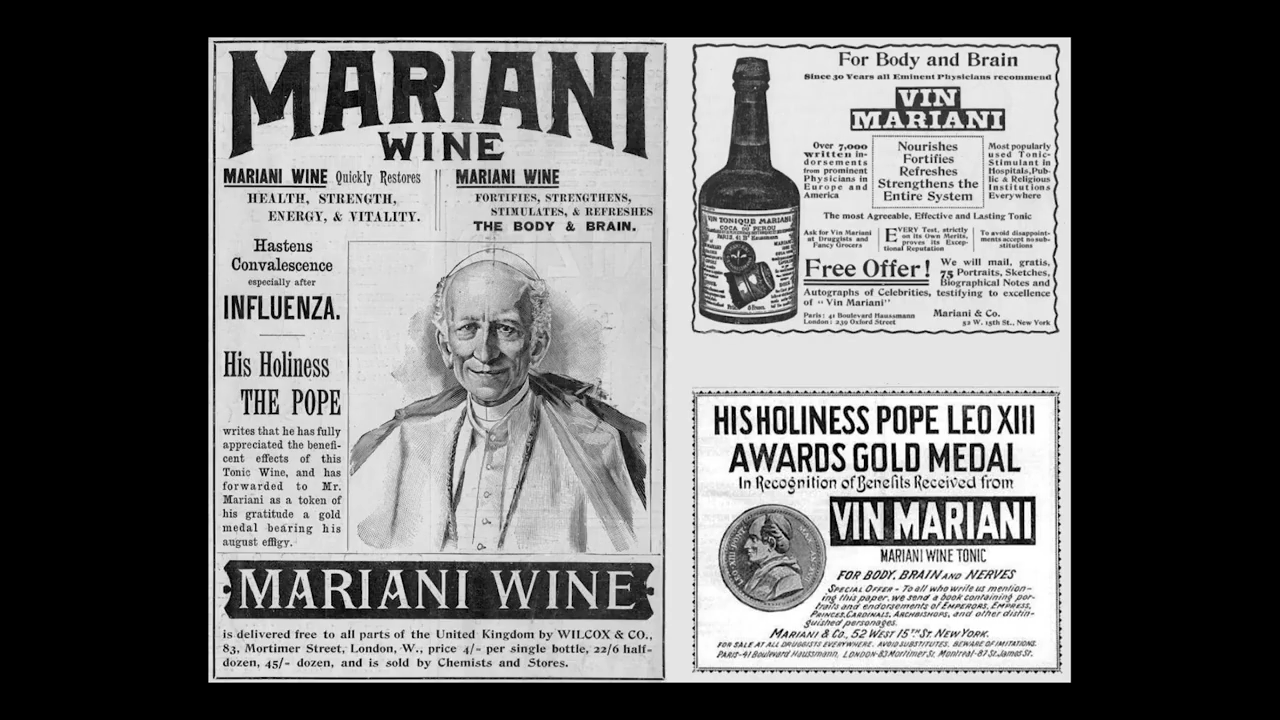 MARIANI
WINE
MARIANI WINE Quickly Restores
HEALTH, STRENGTH,
ENERGY, & VITALITY.
MARIANI WINE
FORTIFIES, STRENGTHENS,
STIMULATES, & REFRESHES
THE BODY & BRAIN.
Hastens
Convalescence
especially after
INFLUENZA.
His Holiness
THE POPE
writes that he has fully
appreciated the benefi-
cent effects of this
Tonic Wine, and has
forwarded to Mr.
Mariani as a token of
his gratitude a gold
medal bearing his
august effigy.
MARIANI WINE
is delivered free to all parts of the United Kingdom by WILCOX & CO.,
83, Mortimer Street, London, W., price 4/- per single bottle, 22/6 half-
dozen, 45/- dozen, and is sold by Chemists and Stores.
For Body and Brain
Since 30 Years all Eminent Physicians recommend
VIN
MARIANI
Over 7,000
written in-
dorsements
from prominent
Physicians in
Europe and
America
Nourishes
Fortifies
Refreshes
Strengthens the
Entire System
Most popularly
used Tonic-
Stimulant in
Hospitals, Pub-
lic & Religious
Institutions
Everywhere
The most Agreeable, Effective and Lasting Tonic
Ask for Vin Mariani
at Druggists and
Fancy Grocers
EVERY Test, strictly
on its Own Merits,
proves its Excep-
tional Reputation
To avoid disappoint-
ments accept no sub-
stitutions
Free Offer!
We will mail, gratis,
75 Portraits, Sketches,
Biographical Notes and
Autographs of Celebrities, testifying to excellence
of "Vin Mariani"
Paris: 41 Boulevard Haussmann
London: 239 Oxford Street
Mariani & Co.
52 W. 15th St., New York
VIN TONIQUE MARIANI
COCA DU PEROU
HIS HOLINESS POPE LEO XIII
AWARDS GOLD MEDAL
In Recognition of Benefits Received from
VIN MARIANI
MARIANI WINE TONIC
FOR BODY, BRAIN AND NERVES
SPECIAL OFFER - To all who write us mention-
ing this paper, we send a book containing por-
traits and endorsements of EMPERORS, EMPRESS,
PRINCES, CARDINALS, ARCHBISHOPS, and other distin-
guished personages.
MARIANI & CO., 52 WEST 15TH ST. NEW YORK.
FOR SALE AT ALL DRUGGISTS EVERYWHERE. AVOID SUBSTITUTES. BEWARE OF IMITATIONS.
PARIS-41 Boulevard Haussmann, LONDON-83 Mortimer St. Montreal-87 St. James St.